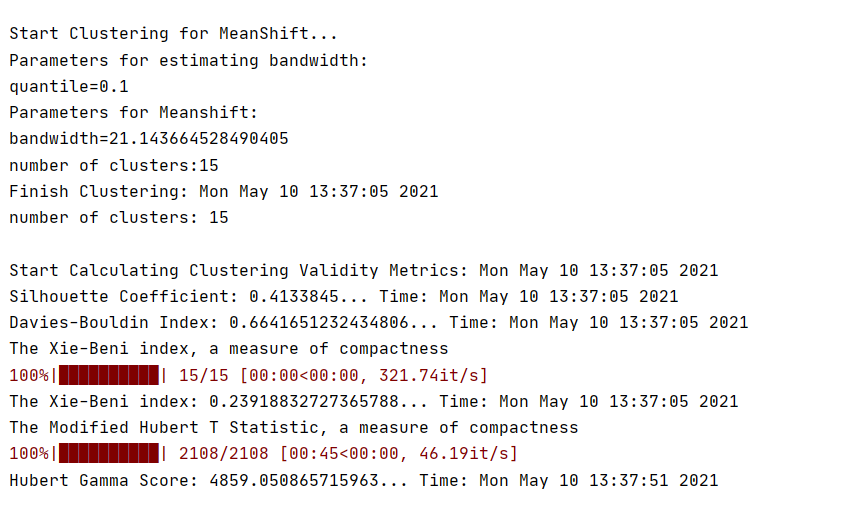 Start Clustering for MeanShift...
Parameters for estimating bandwidth:
quantile=0.1
Parameters for Meanshift:
bandwidth=21.143664528490405
number of clusters:15
Finish Clustering: Mon May 10 13:37:05 2021
number of clusters: 15
Start Calculating Clustering Validity Metrics: Mon May 10 13:37:05 2021
Silhouette Coefficient: 0.4133845... Time: Mon May 10 13:37:05 2021
Davies-Bouldin Index: 0.6641651232434806... Time: Mon May 10 13:37:05 2021
The Xie-Beni index, a measure of compactness
100%|██████████| 15/15 [00:00<00:00, 321.74it/s]
The Xie-Beni index: 0.23918832727365788... Time: Mon May 10 13:37:05 2021
The Modified Hubert T Statistic, a measure of compactness
100%|██████████| 2108/2108 [00:45<00:00, 46.19it/s]
Hubert Gamma Score: 4859.050865715963... Time: Mon May 10 13:37:51 2021